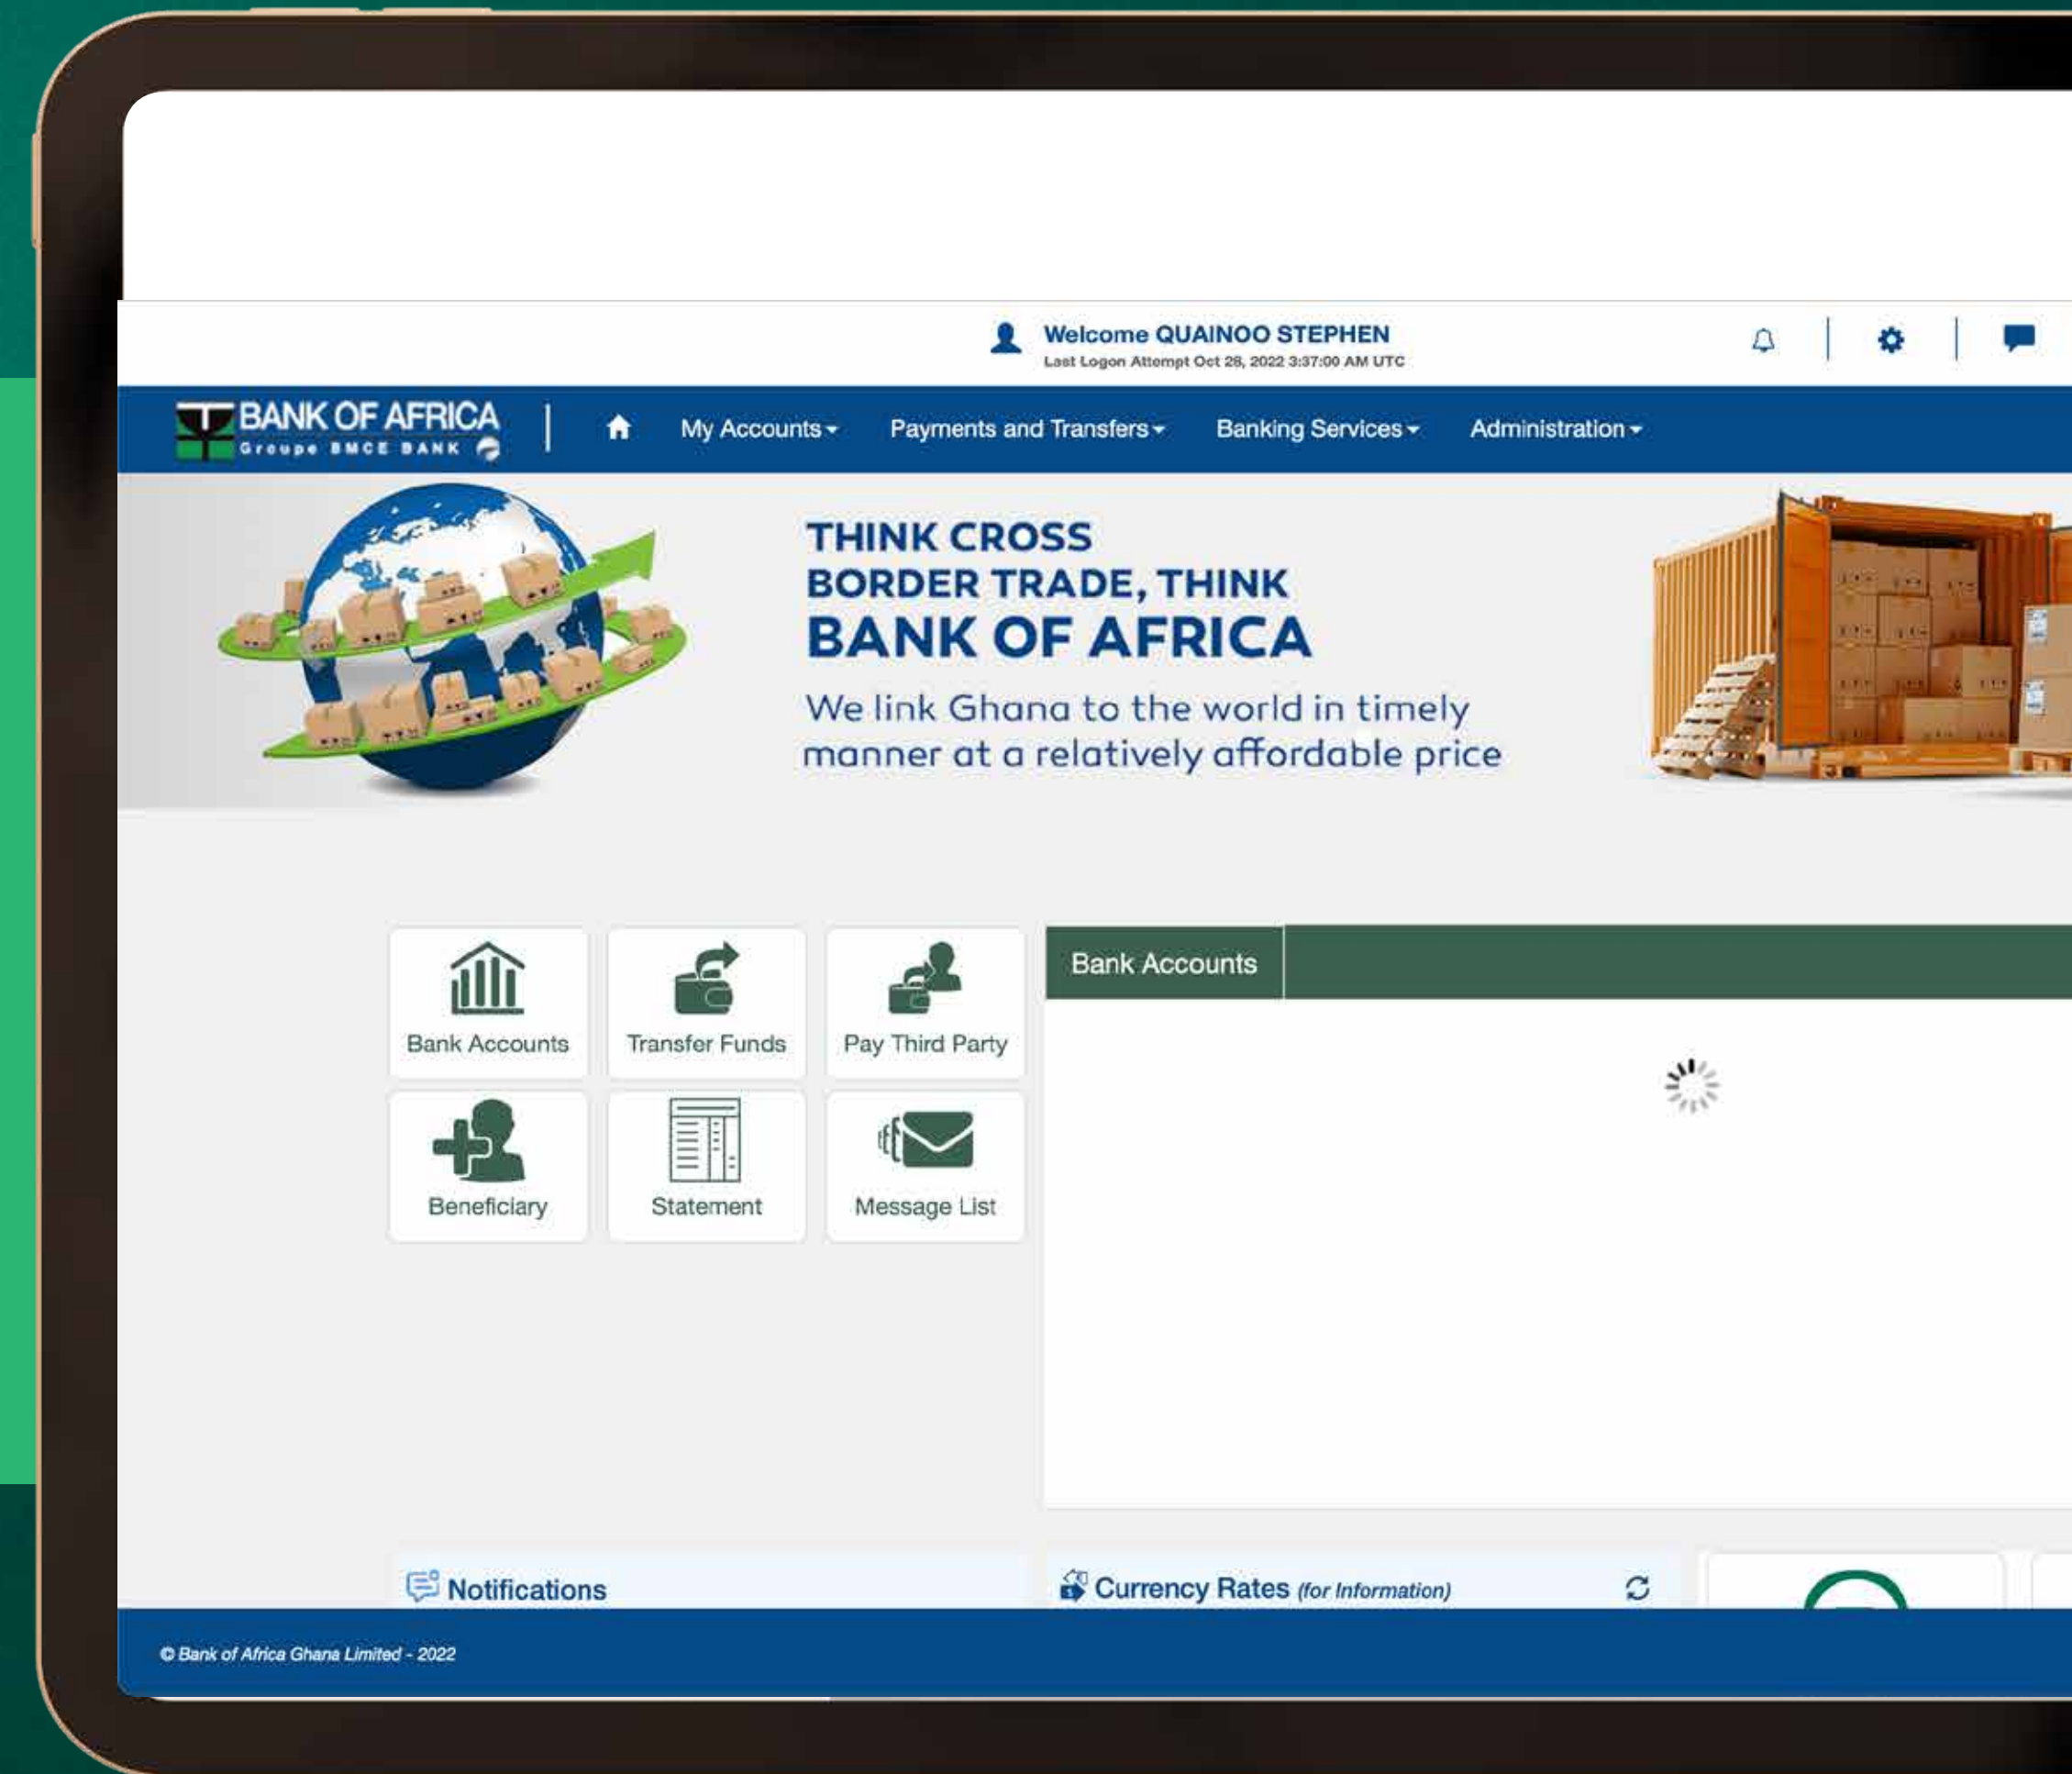 Welcome QUAINOO STEPHEN
Last Logon Attempt Oct 28, 2022 3:37:00 AM UTC
BANK OF AFRICA
Groupe BMCE BANK
My Accounts
Payments and Transfers
Banking Services
Administration
THINK CROSS
BORDER TRADE, THINK
BANK OF AFRICA
We link Ghana to the world in timely
manner at a relatively affordable price
Bank Accounts
Transfer Funds
Pay Third Party
Bank Accounts
Beneficiary
Statement
Message List
Notifications
Currency Rates (for Information)
© Bank of Africa Ghana Limited - 2022